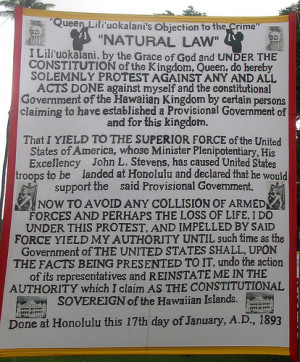 "Queen Lili'uokalani's Objection to the Crime"
"NATURAL LAW"
I Lili'uokalani, by the Grace of God and UNDER THE
CONSTITUTION of the Kingdom, Queen, do hereby
SOLEMNLY PROTEST AGAINST ANY AND ALL
ACTS DONE against myself and the constitutional
Government of the Hawaiian Kingdom by certain persons
claiming to have established a Provisional Government of
and for this kingdom.
That I YIELD TO THE SUPERIOR FORCE of the United
States of America, whose Minister Plenipotentiary, His
Excellency John L. Stevens, has caused United States
troops to be landed at Honolulu and declared that he would
support the said Provisional Government.
NOW TO AVOID ANY COLLISION OF ARMED
FORCES AND PERHAPS THE LOSS OF LIFE, I DO
UNDER THIS PROTEST, AND IMPELLED BY SAID
FORCE YIELD MY AUTHORITY UNTIL such time as the
Government OF THE UNITED STATES SHALL, UPON
THE FACTS BEING PRESENTED TO IT, undo the action
of its representatives and REINSTATE ME IN THE
AUTHORITY which I claim AS THE CONSTITUTIONAL
SOVEREIGN of the Hawaiian Islands.
Done at Honolulu this 17th day of January, A.D., 1893